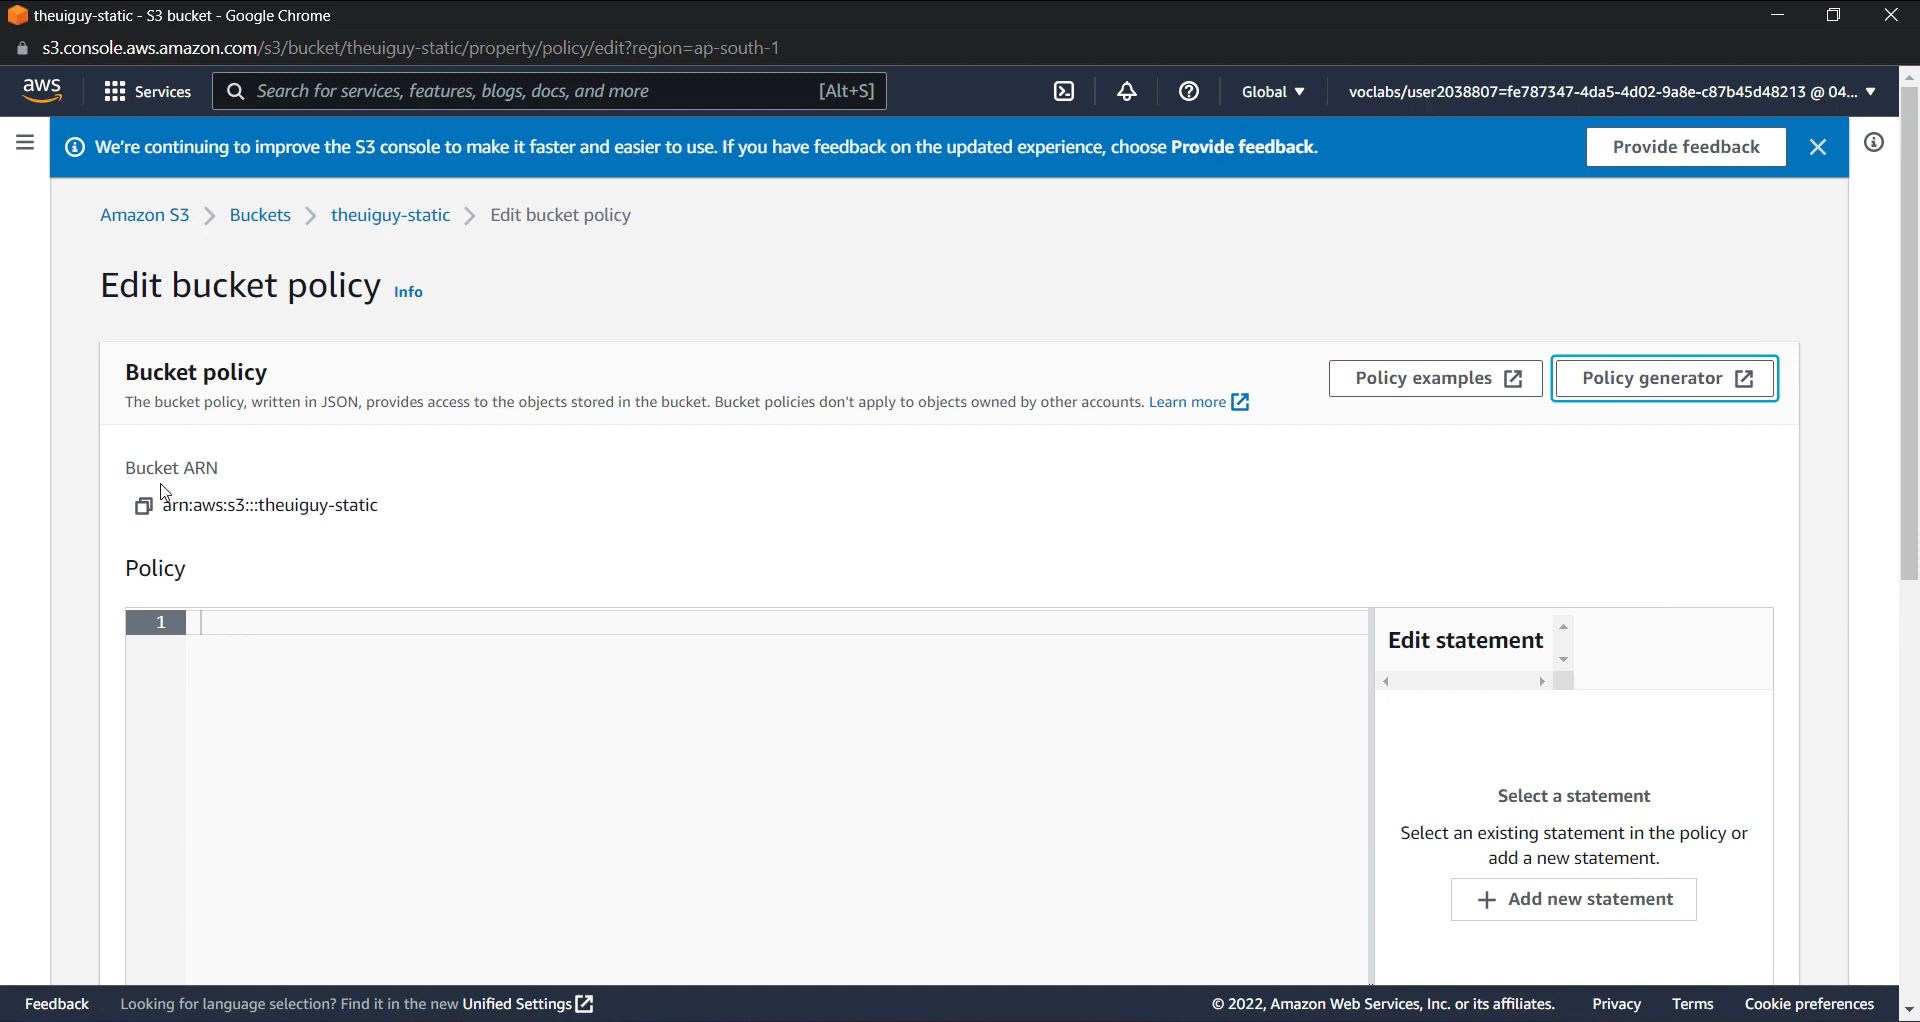 theuiguy-static - S3 bucket - Google Chrome
s3.console.aws.amazon.com/s3/bucket/theuiguy-static/property/policy/edit?region=ap-south-1
aws Services Search for services, features, blogs, docs, and more [Alt+S] Global voclabs/user2038807=fe787347-4da5-4d02-9a8e-c87b45d48213 @ 04...
We're continuing to improve the S3 console to make it faster and easier to use. If you have feedback on the updated experience, choose Provide feedback. Provide feedback
Amazon S3 Buckets theuiguy-static Edit bucket policy
Edit bucket policy Info
Bucket policy
The bucket policy, written in JSON, provides access to the objects stored in the bucket. Bucket policies don't apply to objects owned by other accounts. Learn more
Policy examples Policy generator
Bucket ARN
arn:aws:s3:::theuiguy-static
Policy
1
Edit statement
Select a statement
Select an existing statement in the policy or
add a new statement.
+ Add new statement
Feedback Looking for language selection? Find it in the new Unified Settings © 2022, Amazon Web Services, Inc. or its affiliates. Privacy Terms Cookie preferences